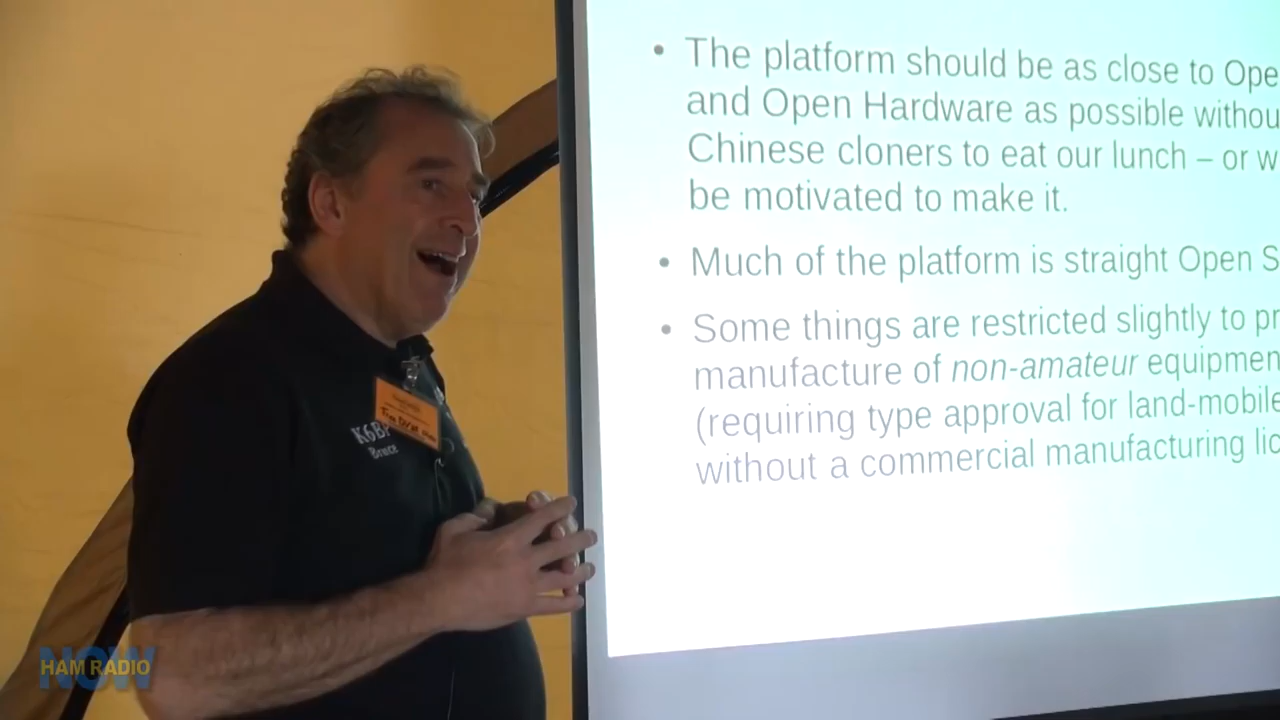 The platform should be as close to Ope
and Open Hardware as possible withou
Chinese cloners to eat our lunch – or w
be motivated to make it.
Much of the platform is straight Open S
Some things are restricted slightly to pr
manufacture of non-amateur equipmen
(requiring type approval for land-mobile
without a commercial manufacturing lic
K6BP
Bruce
NOW
HAM RADIO